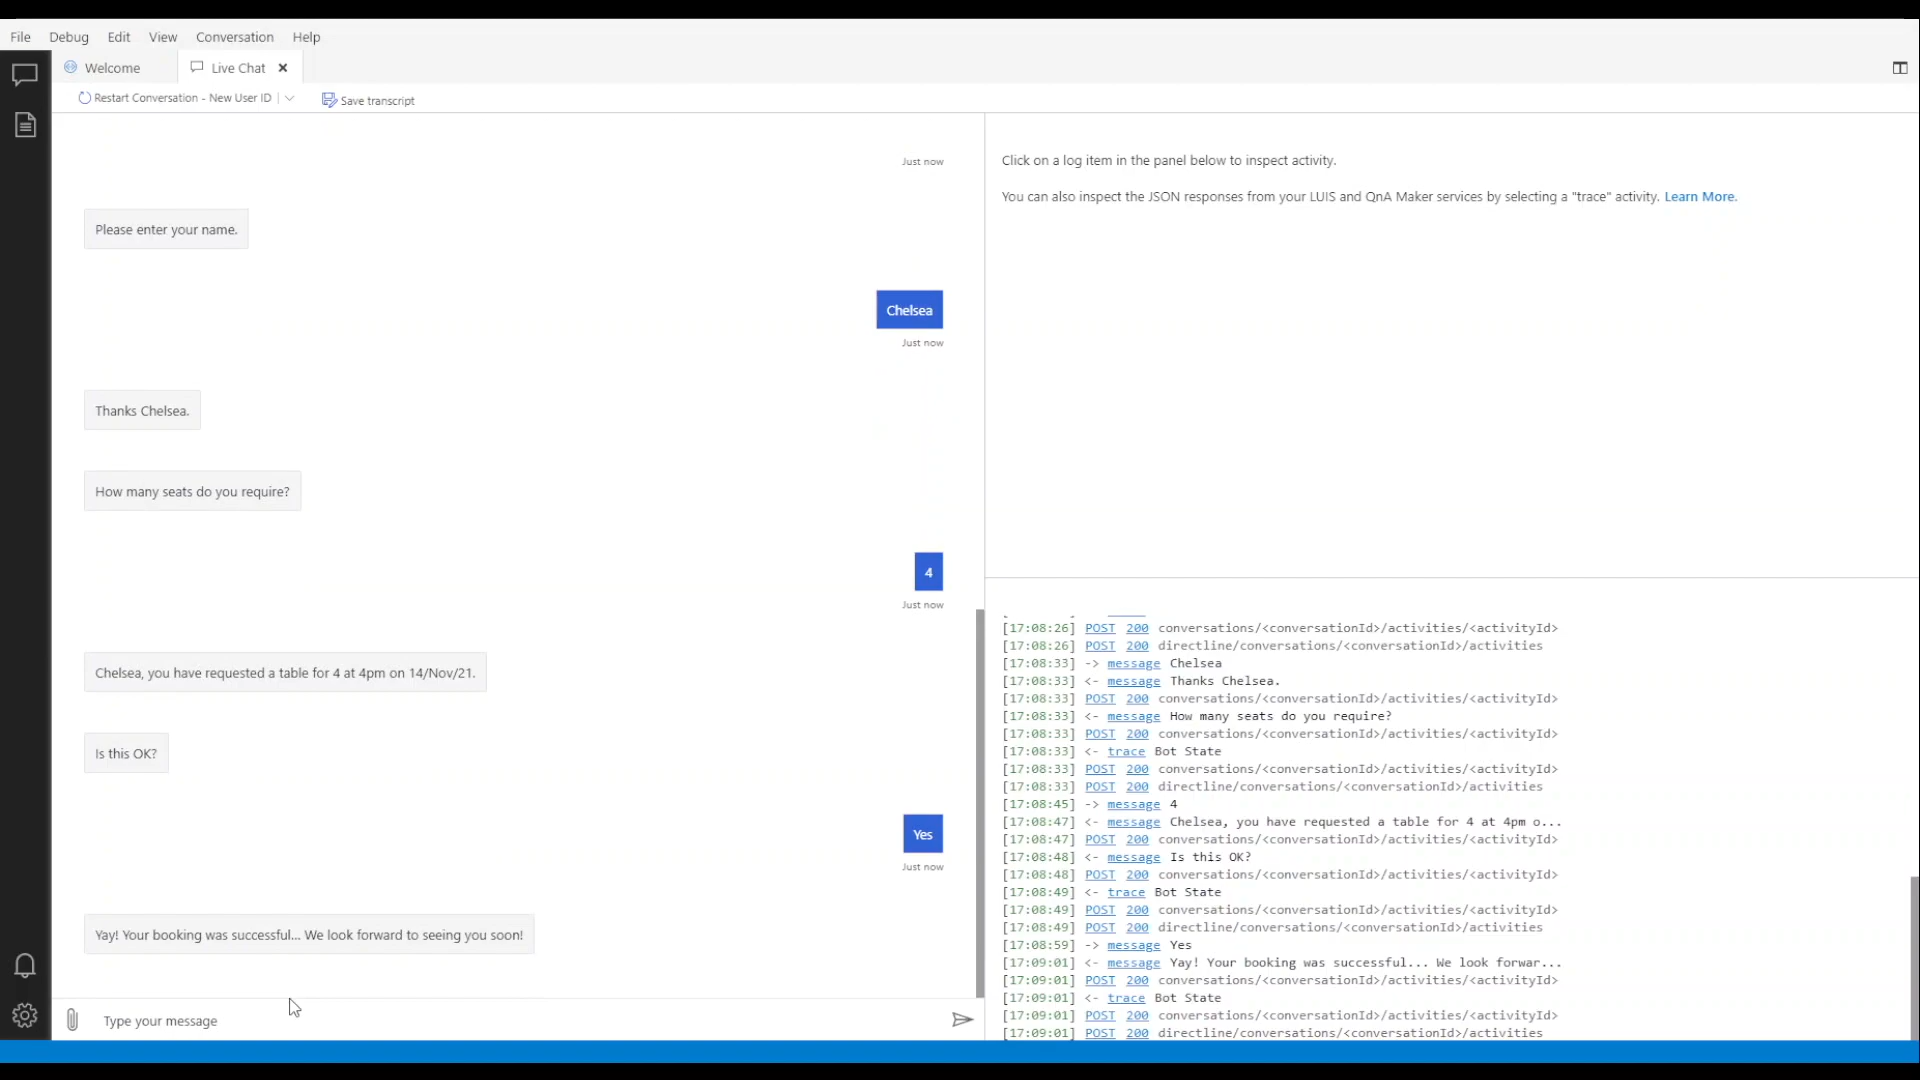 File Debug Edit View Conversation Help
Welcome Live Chat
Restart Conversation - New User ID Save transcript
Just now
Please enter your name.
Chelsea
Just now
Thanks Chelsea.
How many seats do you require?
4
Just now
Chelsea, you have requested a table for 4 at 4pm on 14/Nov/21.
Is this OK?
Yes
Just now
Yay! Your booking was successful... We look forward to seeing you soon!
Type your message
Click on a log item in the panel below to inspect activity.
You can also inspect the JSON responses from your LUIS and QnA Maker services by selecting a "trace" activity. Learn More.
[17:08:26] POST 200 conversations/<conversationId>/activities/<activityId>
[17:08:26] POST 200 directline/conversations/<conversationId>/activities
[17:08:33] -> message Chelsea
[17:08:33] <- message Thanks Chelsea.
[17:08:33] POST 200 conversations/<conversationId>/activities/<activityId>
[17:08:33] <- message How many seats do you require?
[17:08:33] POST 200 conversations/<conversationId>/activities/<activityId>
[17:08:33] <- trace Bot State
[17:08:33] POST 200 conversations/<conversationId>/activities/<activityId>
[17:08:33] POST 200 directline/conversations/<conversationId>/activities
[17:08:45] -> message 4
[17:08:47] <- message Chelsea, you have requested a table for 4 at 4pm o...
[17:08:47] POST 200 conversations/<conversationId>/activities/<activityId>
[17:08:48] <- message Is this OK?
[17:08:48] POST 200 conversations/<conversationId>/activities/<activityId>
[17:08:49] <- trace Bot State
[17:08:49] POST 200 conversations/<conversationId>/activities/<activityId>
[17:08:49] POST 200 directline/conversations/<conversationId>/activities
[17:08:59] -> message Yes
[17:09:01] <- message Yay! Your booking was successful... We look forwar...
[17:09:01] POST 200 conversations/<conversationId>/activities/<activityId>
[17:09:01] <- trace Bot State
[17:09:01] POST 200 conversations/<conversationId>/activities/<activityId>
[17:09:01] POST 200 directline/conversations/<conversationId>/activities